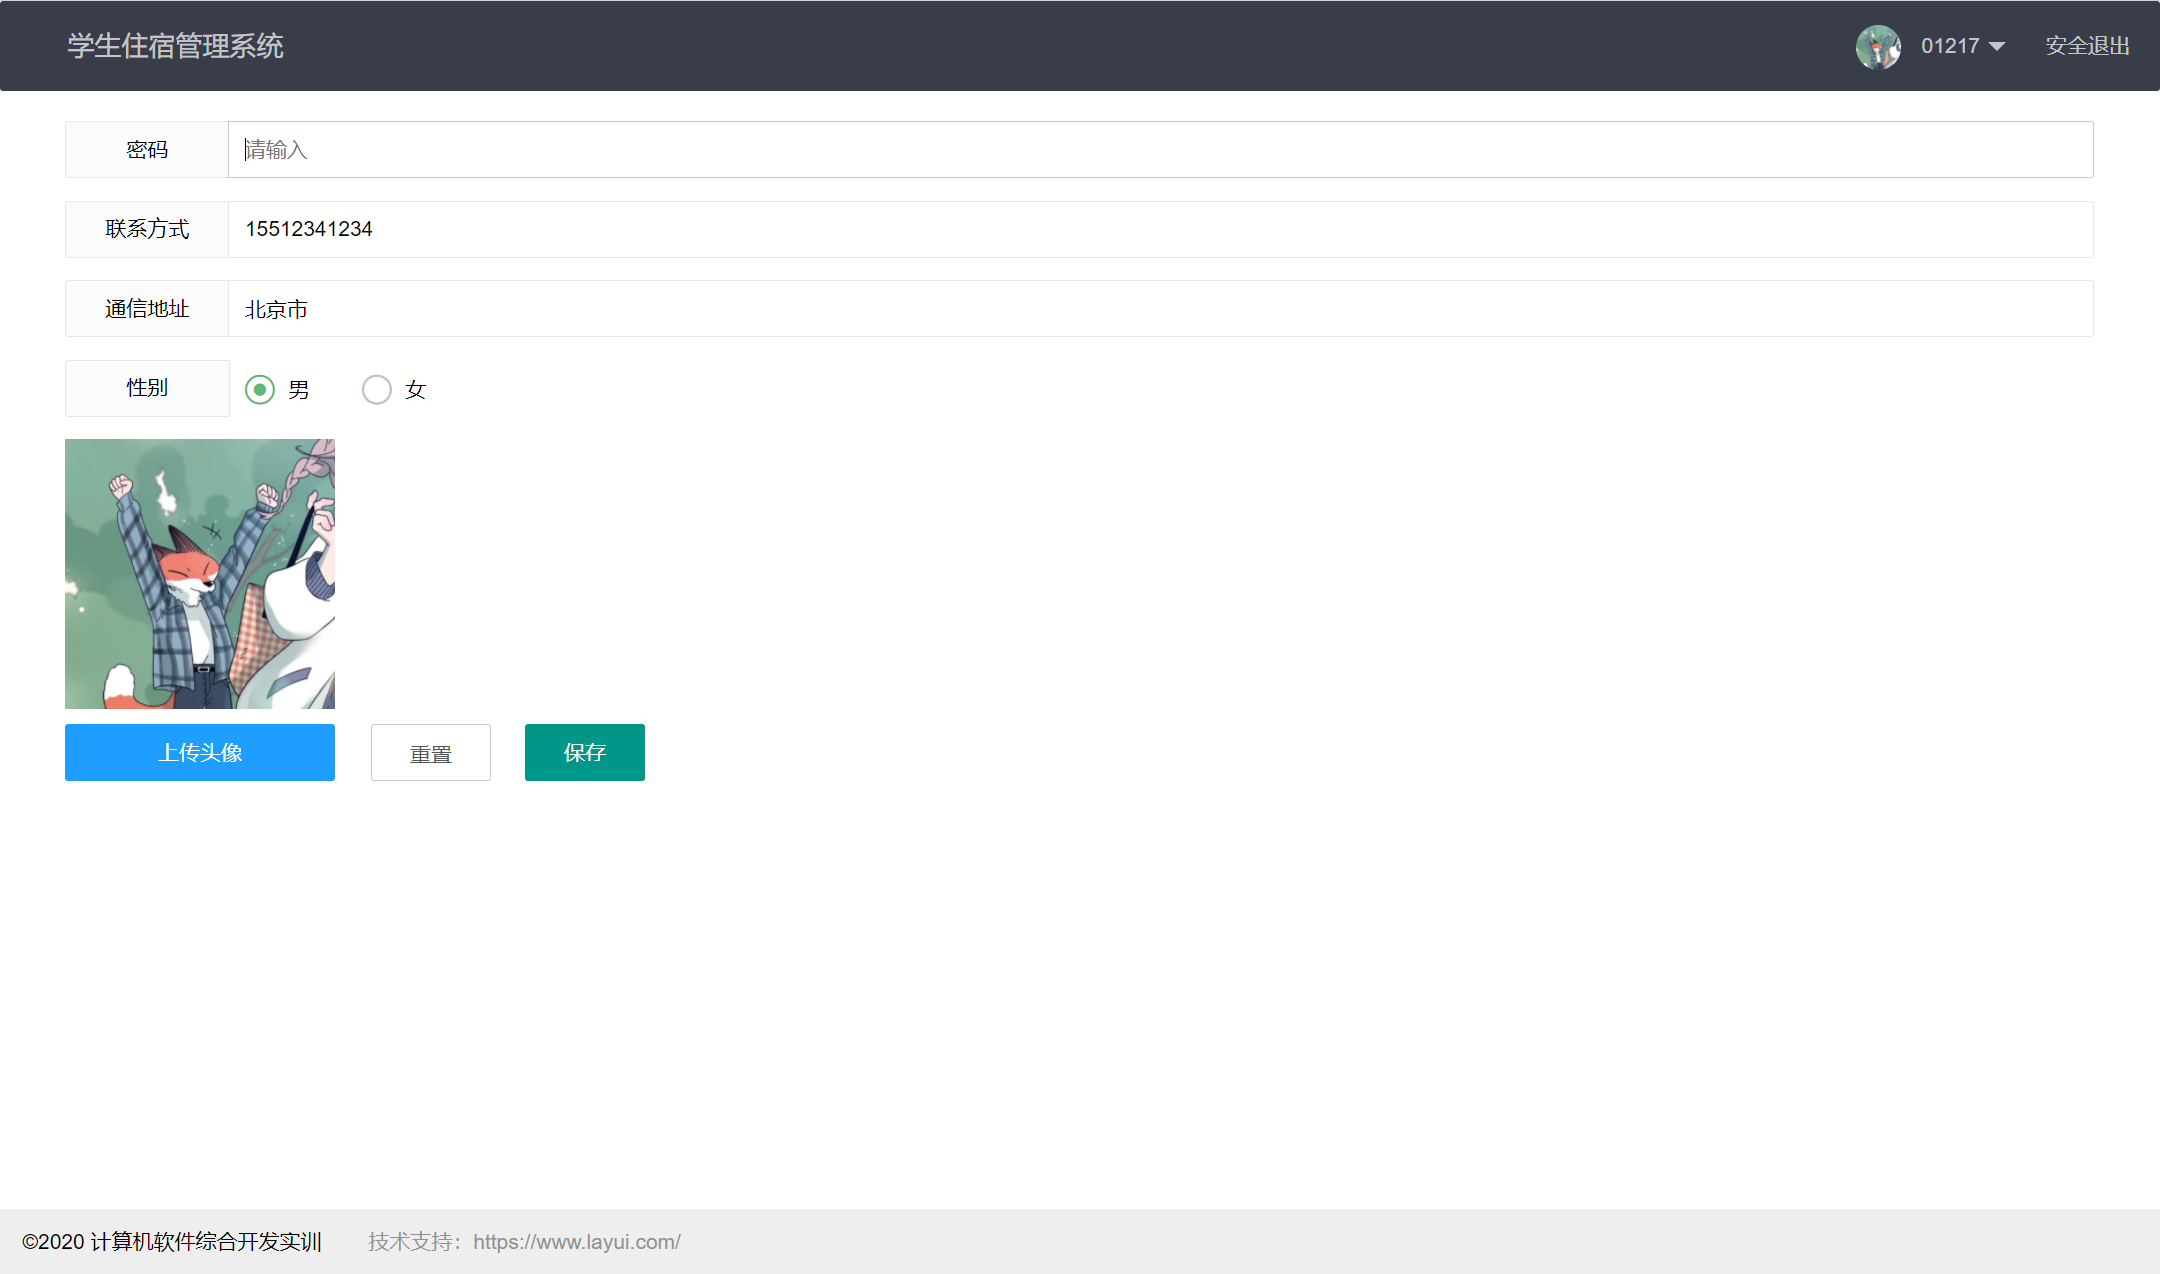 学生住宿管理系统
01217
安全退出
密码
请输入
联系方式
15512341234
通信地址
北京市
性别
男
女
上传头像
重置
保存
©2020 计算机软件综合开发实训
技术支持：https://www.layui.com/